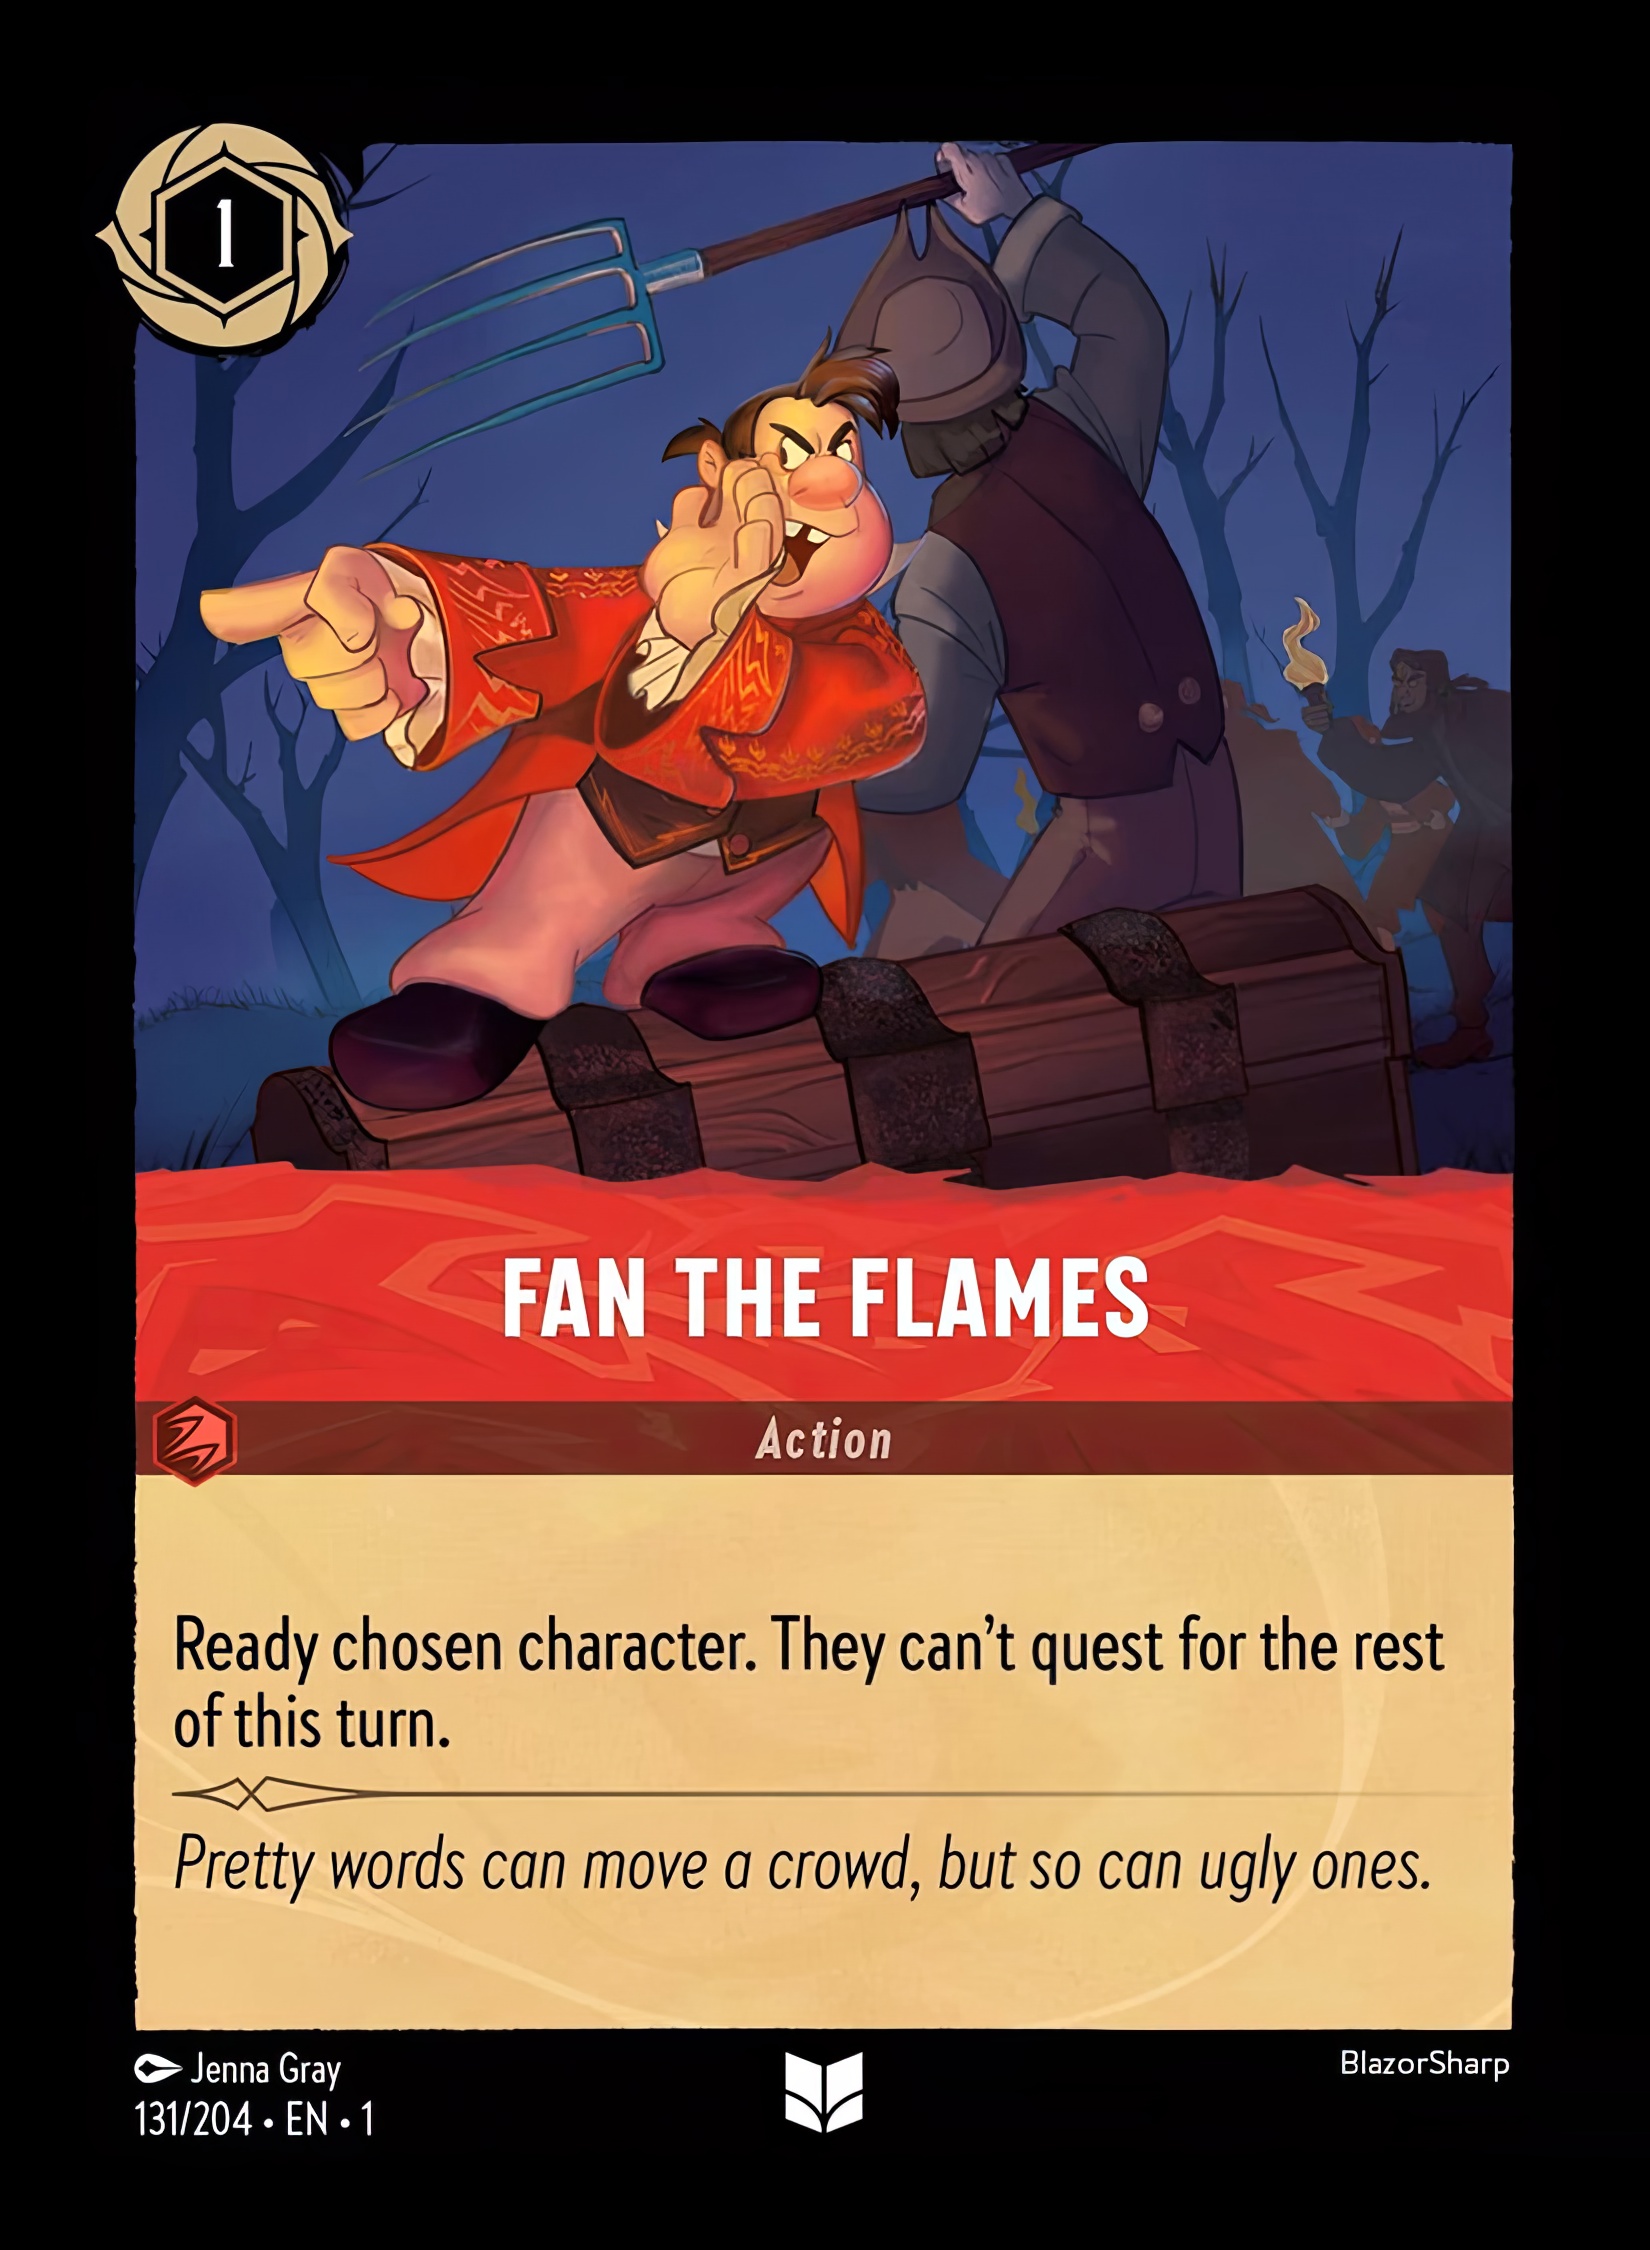 1
FAN THE FLAMES
Action
Ready chosen character. They can't quest for the rest
of this turn.
Pretty words can move a crowd, but so can ugly ones.
Jenna Gray
BlazorSharp
131/204 • EN • 1